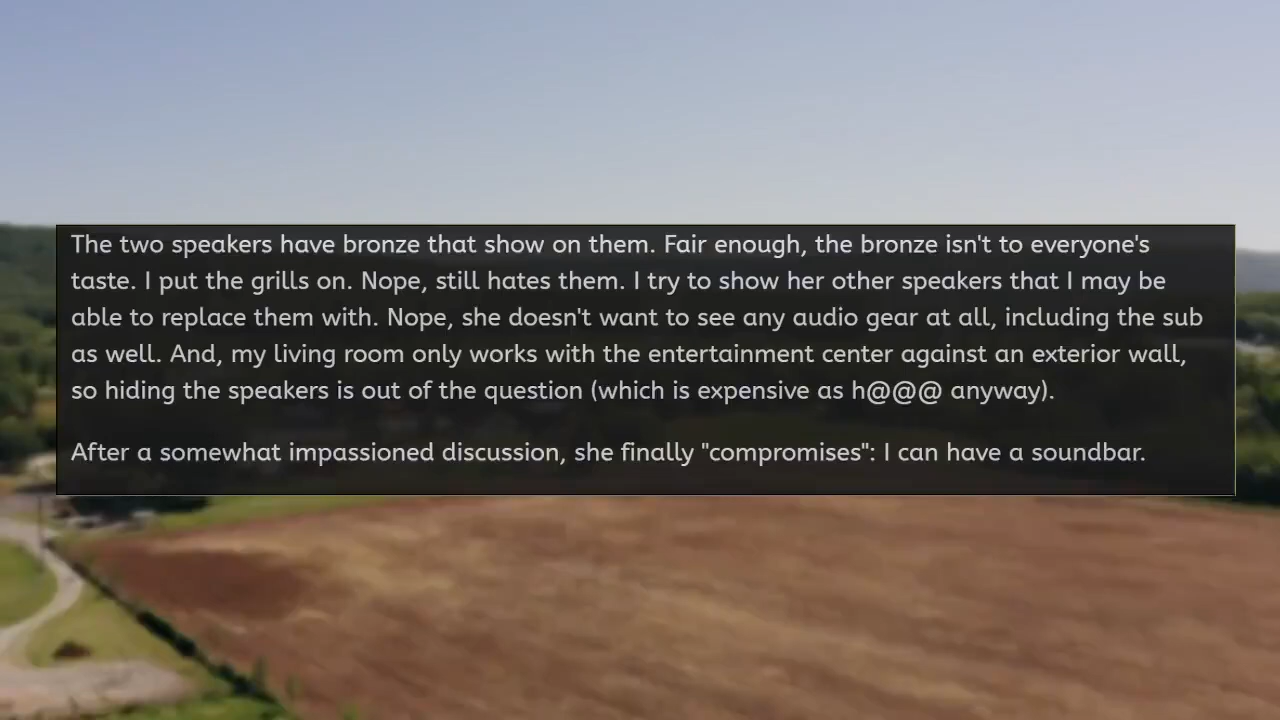 The two speakers have bronze that show on them. Fair enough, the bronze isn't to everyone's
taste. I put the grills on. Nope, still hates them. I try to show her other speakers that I may be
able to replace them with. Nope, she doesn't want to see any audio gear at all, including the sub
as well. And, my living room only works with the entertainment center against an exterior wall,
so hiding the speakers is out of the question (which is expensive as h@@@ anyway).
After a somewhat impassioned discussion, she finally "compromises": I can have a soundbar.